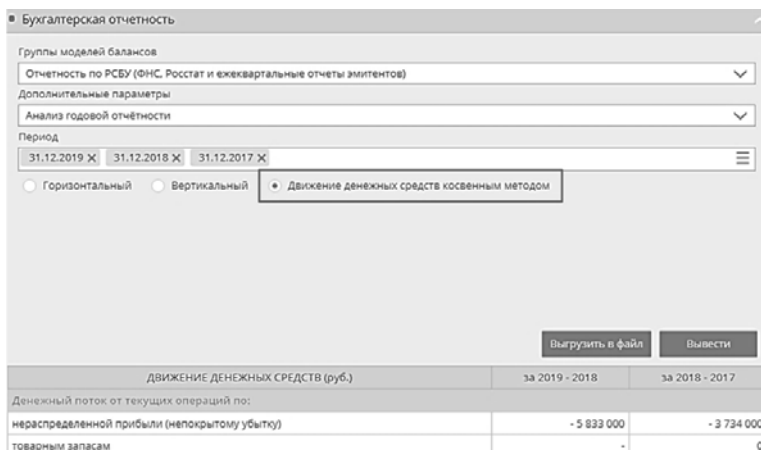 Бухгалтерская отчетность
Группы моделей балансов
Отчетность по РСБУ (ФНС, Росстат и ежеквартальные отчеты эмитентов)
Дополнительные параметры
Анализ годовой отчётности
Период
31.12.2019 × 31.12.2018 × 31.12.2017 ×
Горизонтальный Вертикальный Движение денежных средств косвенным методом
Выгрузить в файл Вывести
ДВИЖЕНИЕ ДЕНЕЖНЫХ СРЕДСТВ (руб.) за 2019 - 2018 за 2018 - 2017
Денежный поток от текущих операций по:
нераспределенной прибыли (непокрытому убытку) - 5 833 000 - 3 734 000
товарным запасам - 0